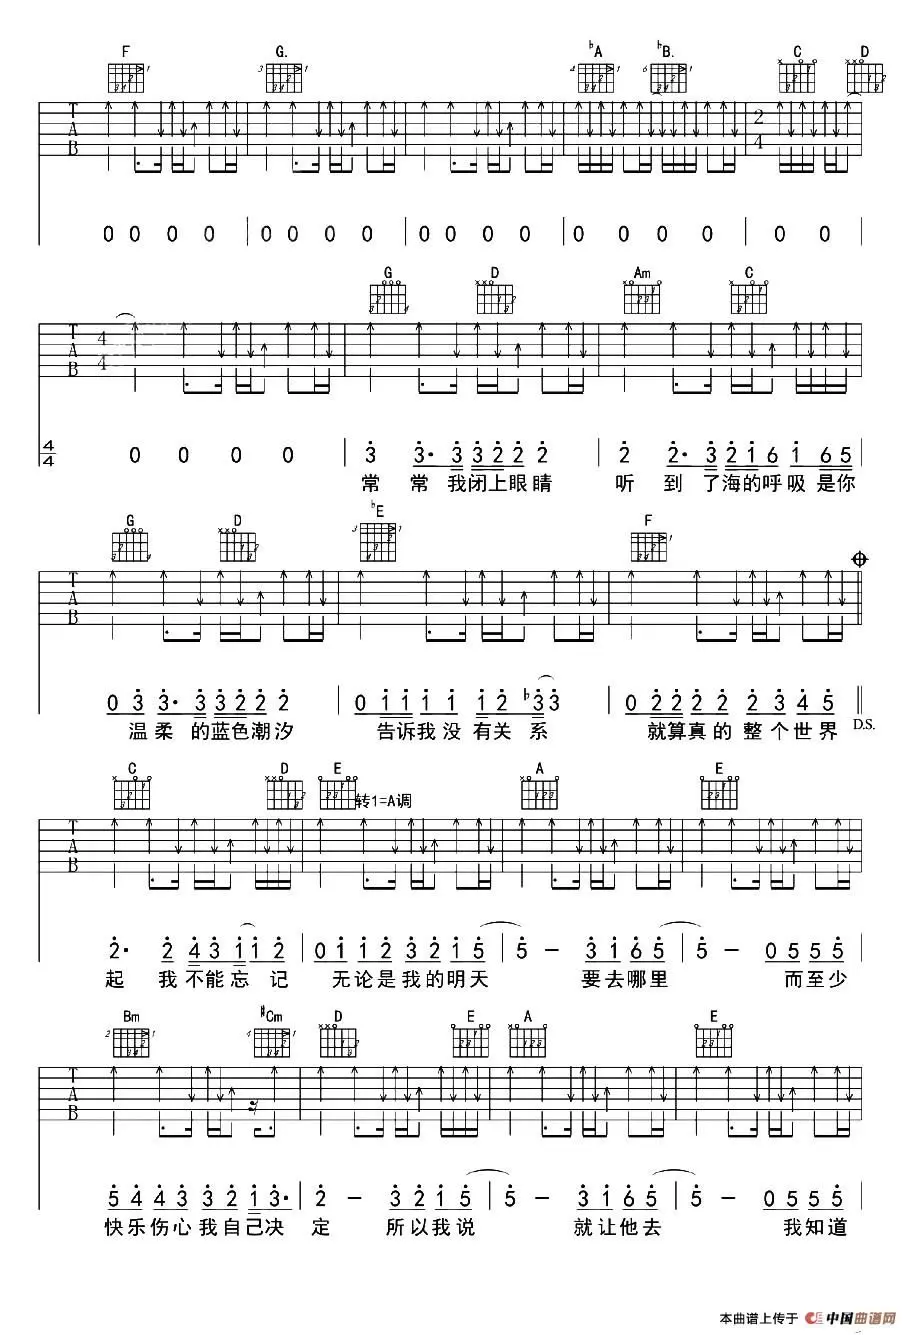 F G. ♭A ♭B. C D
3 4 6
T A B 2/4
0 0 0 0 0 0 0 0 0 0 0 0 0 0 0 0 0 0
G D Am C
T A B 4/4
4/4 0 0 0 0 3 3· 3 3 2 2 2 2 2· 3 2 1 6 1 6 5
常 常 我闭上眼睛 听 到 了海的呼吸 是你
G D ♭E F
T A B
0 3 3· 3 3 2 2 2 0 1 1 1 1 1 2 ♭3 3 0 2 2 2 2 2 3 4 5
温柔 的蓝色潮汐 告诉我没有关 系 就算真的 整个世界 D.S.
C D E A E
转1=A调
T A B
2· 2 4 3 1 1 2 0 1 1 2 3 2 1 5 5 – 3 1 6 5 5 – 0 5 5 5
起 我不能忘记 无论是我的明天 要去哪里 而至少
Bm ♯Cm D E A E
T A B
5 4 4 3 3 2 1 3· 2 – 3 2 1 5 5 – 3 1 6 5 5 – 0 5 5 5
快乐伤心我自己决 定 所以我说 就让他去 我知道
本曲谱上传于 中国曲谱网